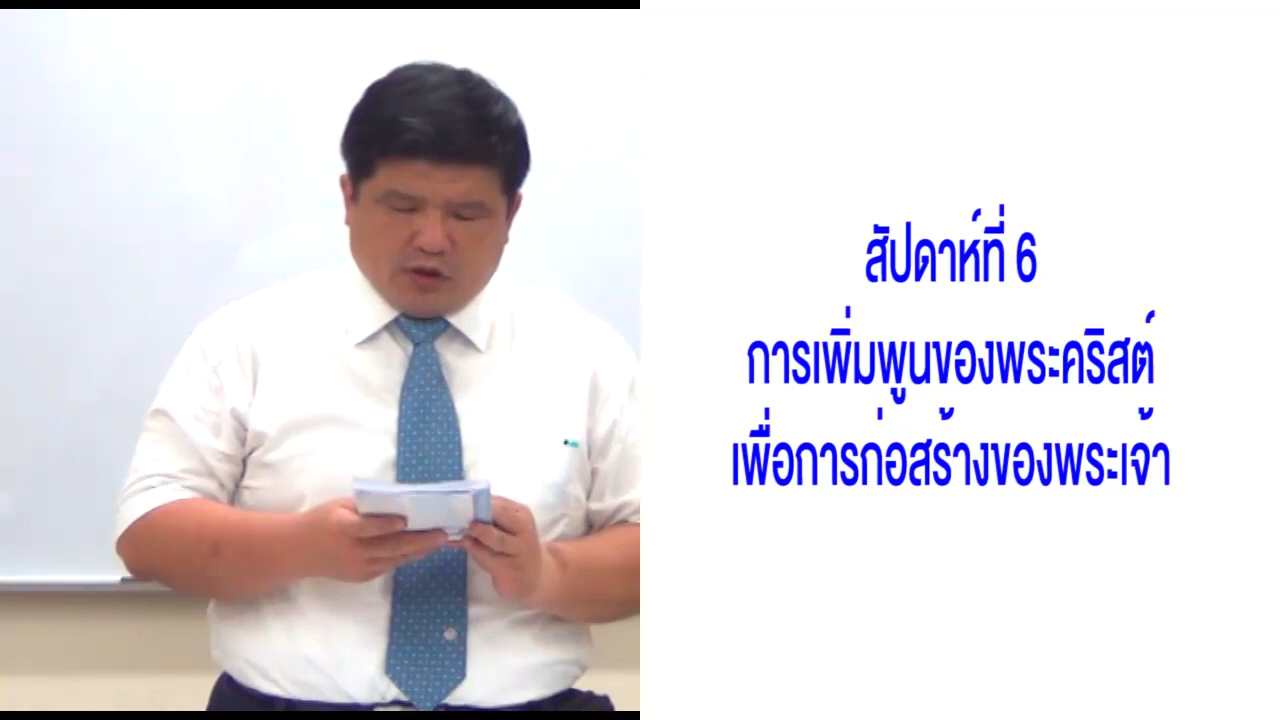 สัปดาห์ที่ 6
การเพิ่มพูนของพระคริสต์
เพื่อการก่อสร้างของพระเจ้า